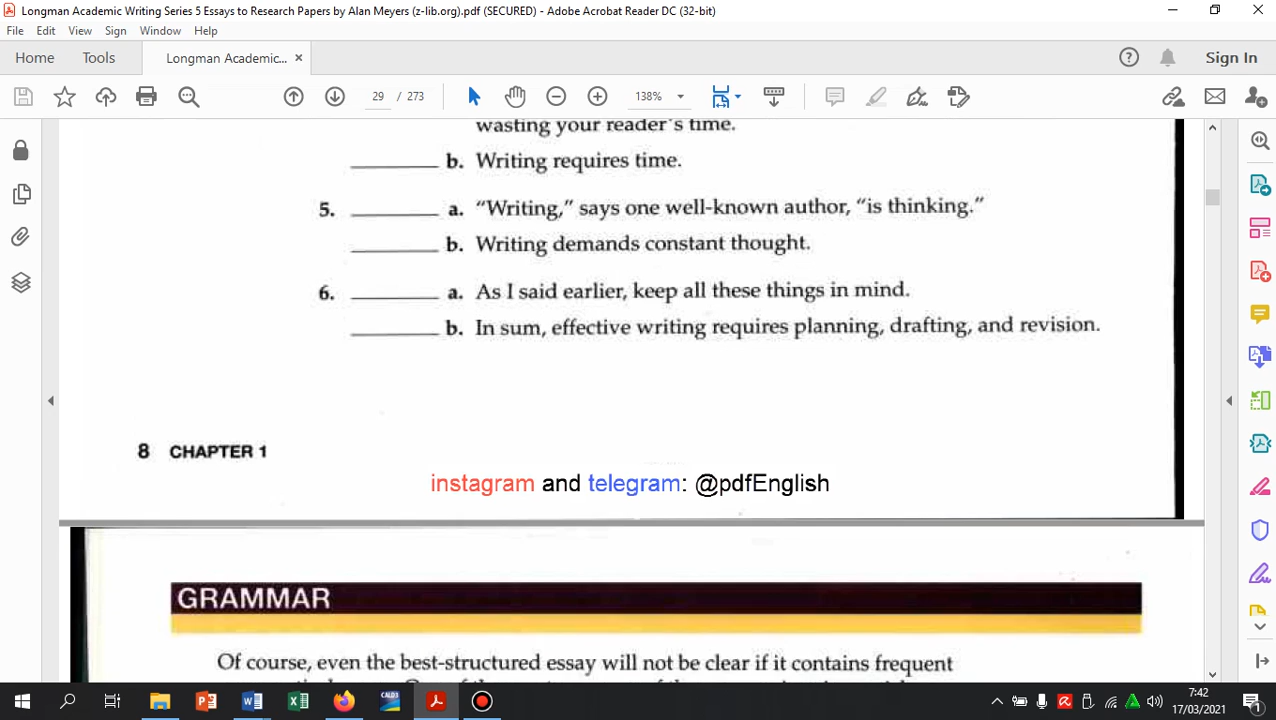 Longman Academic Writing Series 5 Essays to Research Papers by Alan Meyers (z-lib.org).pdf (SECURED) - Adobe Acrobat Reader DC (32-bit)
File Edit View Sign Window Help
Home Tools Longman Academic... × Sign In
29 / 273 138%
wasting your reader's time.
b. Writing requires time.
5. a. “Writing,” says one well-known author, “is thinking.”
b. Writing demands constant thought.
6. a. As I said earlier, keep all these things in mind.
b. In sum, effective writing requires planning, drafting, and revision.
8 CHAPTER 1
instagram and telegram: @pdfEnglish
GRAMMAR
Of course, even the best-structured essay will not be clear if it contains frequent
7:42
17/03/2021